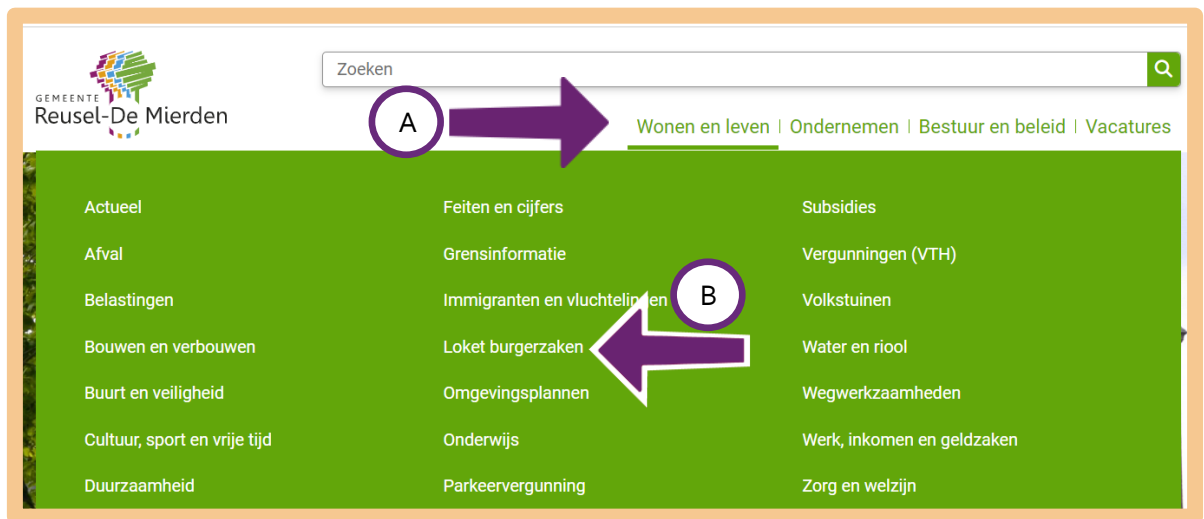 Zoeken
GEMEENTE
Reusel-De Mierden
A
Wonen en leven | Ondernemen | Bestuur en beleid | Vacatures
Actueel
Afval
Belastingen
Bouwen en verbouwen
Buurt en veiligheid
Cultuur, sport en vrije tijd
Duurzaamheid
Feiten en cijfers
Grensinformatie
Immigranten en vluchtelingen
B
Loket burgerzaken
Omgevingsplannen
Onderwijs
Parkeervergunning
Subsidies
Vergunningen (VTH)
Volkstuinen
Water en riool
Wegwerkzaamheden
Werk, inkomen en geldzaken
Zorg en welzijn